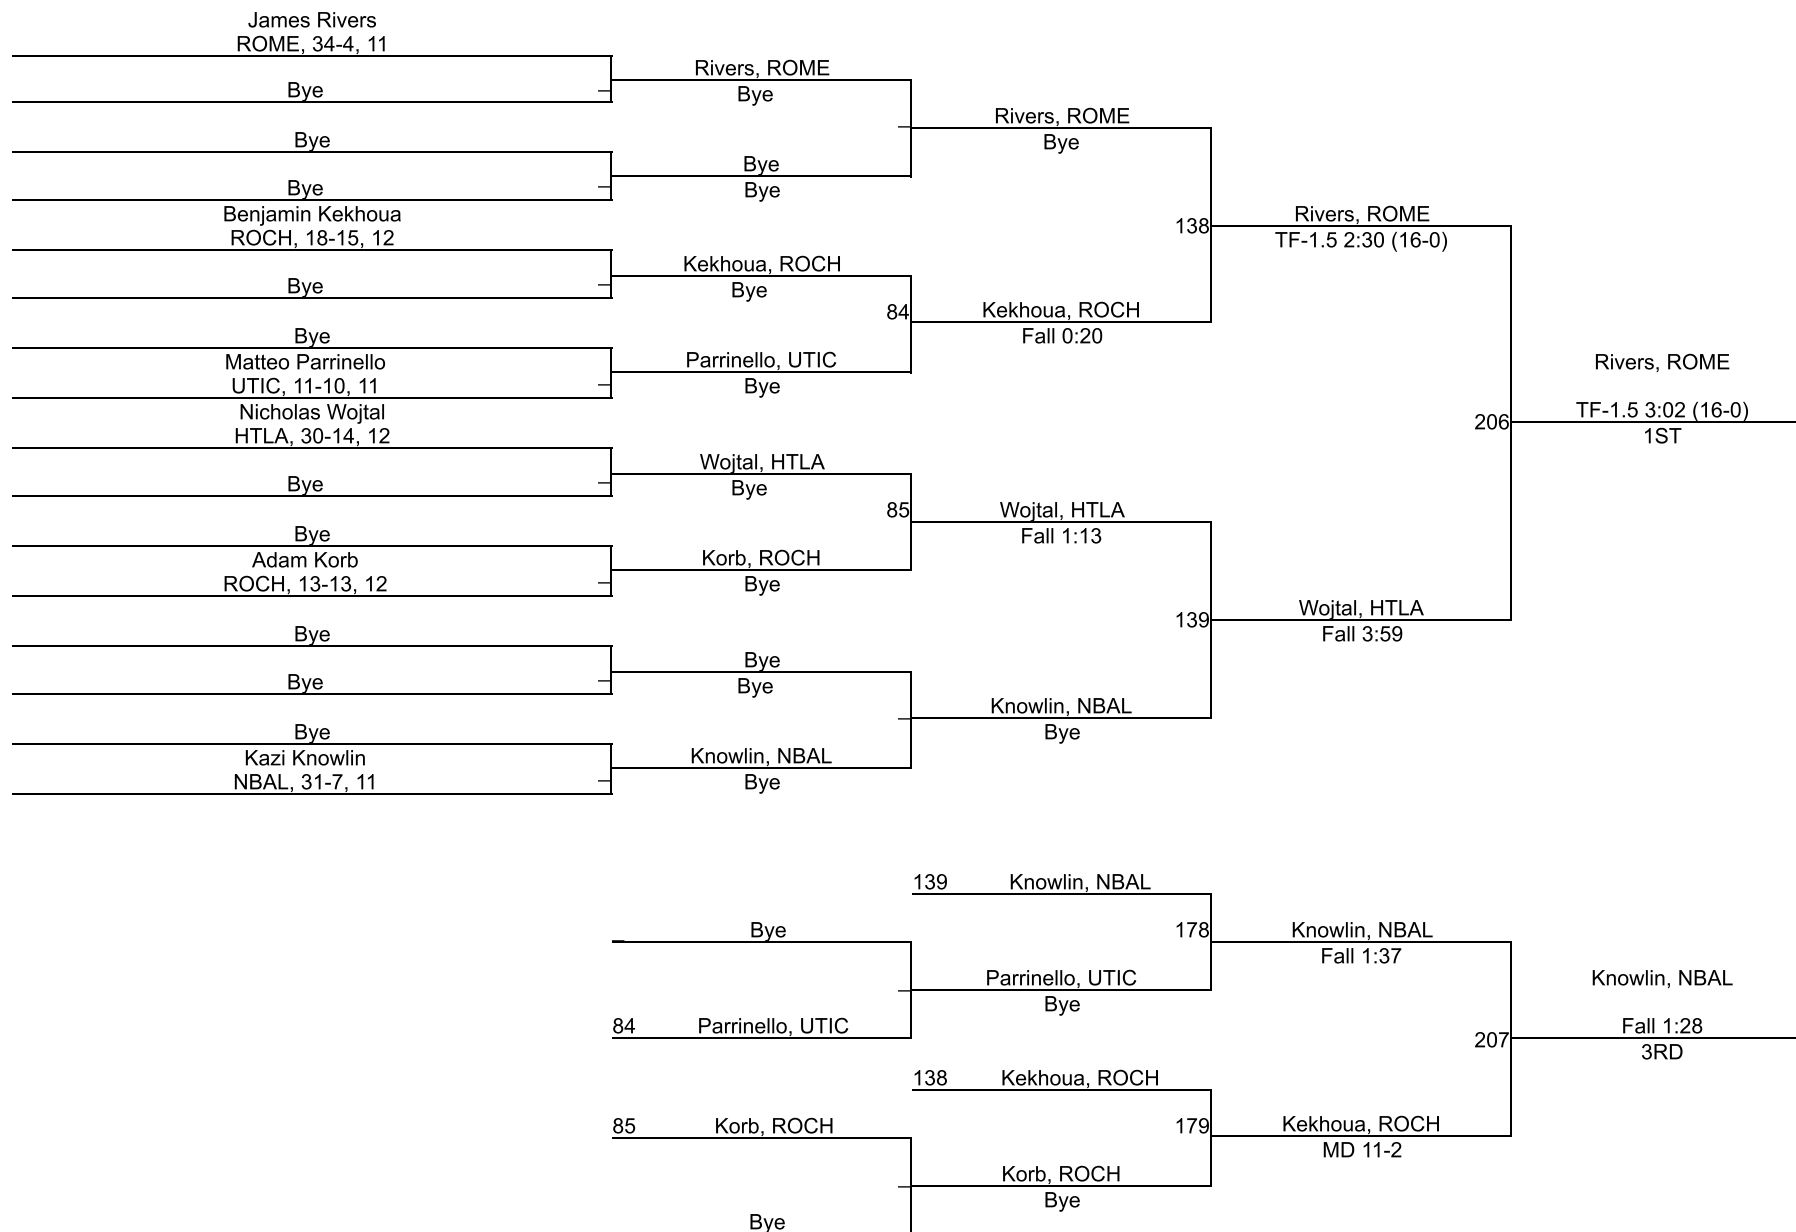 James Rivers
ROME, 34-4, 11
Bye
Bye
Bye
Benjamin Kekhoua
ROCH, 18-15, 12
Bye
Bye
Matteo Parrinello
UTIC, 11-10, 11
Nicholas Wojtal
HTLA, 30-14, 12
Bye
Bye
Adam Korb
ROCH, 13-13, 12
Bye
Bye
Bye
Kazi Knowlin
NBAL, 31-7, 11
Rivers, ROME
Bye
Bye
Bye
Kekhoua, ROCH
Bye
84
Parrinello, UTIC
Bye
Wojtal, HTLA
Bye
85
Korb, ROCH
Bye
Bye
Bye
Knowlin, NBAL
Bye
Rivers, ROME
Bye
138
Kekhoua, ROCH
Fall 0:20
Wojtal, HTLA
Fall 1:13
139
Knowlin, NBAL
Bye
Rivers, ROME
TF-1.5 2:30 (16-0)
206
Wojtal, HTLA
Fall 3:59
Rivers, ROME
TF-1.5 3:02 (16-0)
1ST
139 Knowlin, NBAL
Bye
178
Parrinello, UTIC
Bye
84 Parrinello, UTIC
Knowlin, NBAL
Fall 1:37
138 Kekhoua, ROCH
85 Korb, ROCH
179
Korb, ROCH
Bye
Bye
Kekhoua, ROCH
MD 11-2
207
Knowlin, NBAL
Fall 1:28
3RD